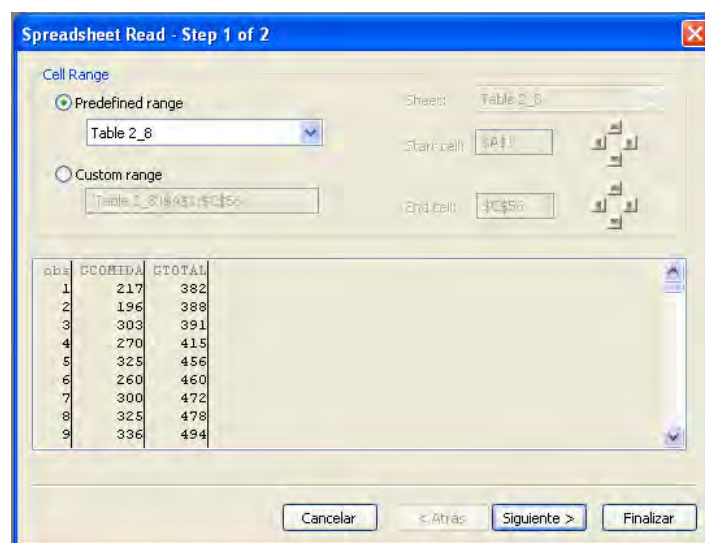 Spreadsheet Read - Step 1 of 2
Cell Range
Predefined range
Table 2_8
Custom range
Table 2_8!$A$1:$C$56
Sheet: Table 2_8
Start cell: $A$1
End cell: $C$56
obs GCOMIDA GTOTAL
1 217 382
2 196 388
3 303 391
4 270 415
5 325 456
6 260 460
7 300 472
8 325 478
9 336 494
Cancelar < Atrás Siguiente > Finalizar